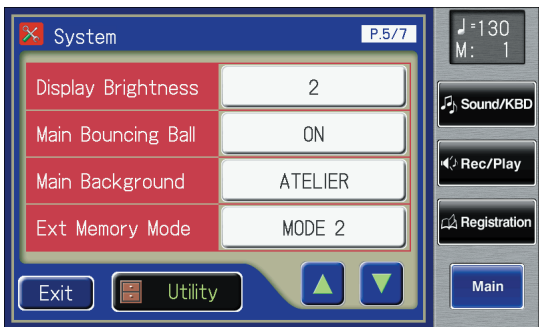 System P.5/7
♩=130
M: 1
Display Brightness 2
Main Bouncing Ball ON
Main Background ATELIER
Ext Memory Mode MODE 2
Sound/KBD
Rec/Play
Registration
Exit Utility
Main